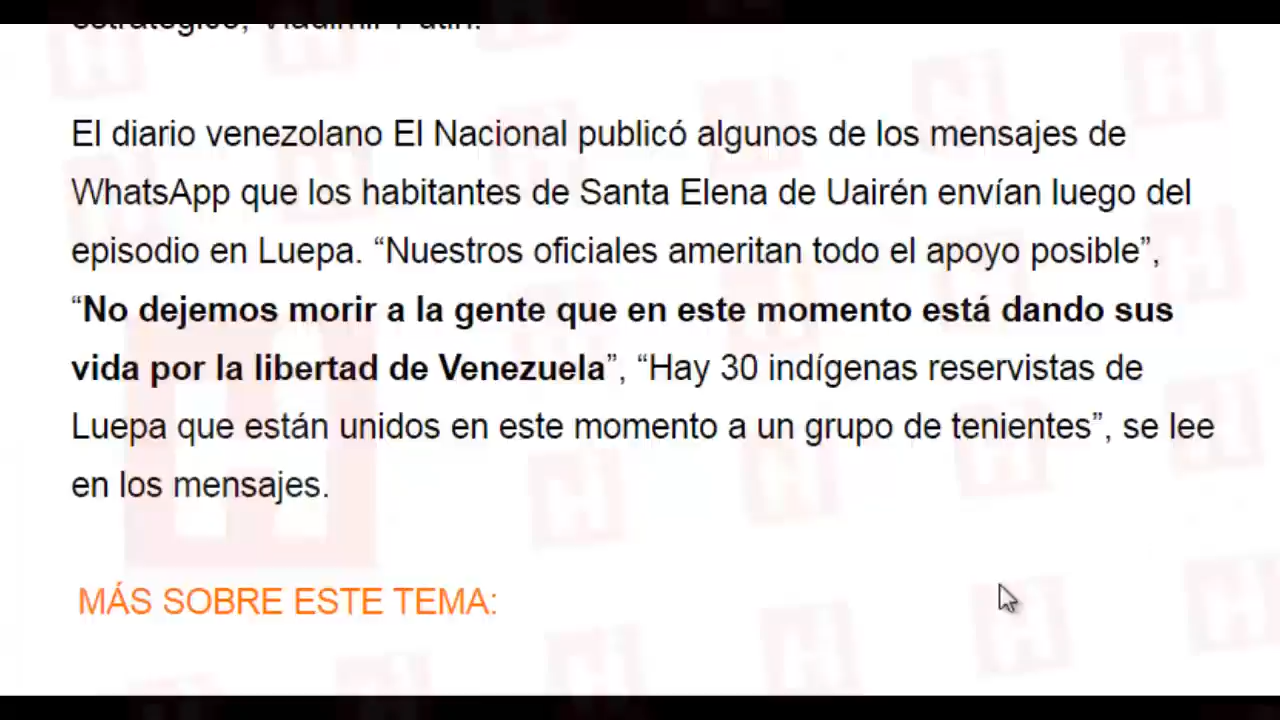 estratégico, Vladimir Putin.
El diario venezolano El Nacional publicó algunos de los mensajes de
WhatsApp que los habitantes de Santa Elena de Uairén envían luego del
episodio en Luepa. “Nuestros oficiales ameritan todo el apoyo posible”,
“No dejemos morir a la gente que en este momento está dando sus
vida por la libertad de Venezuela”, “Hay 30 indígenas reservistas de
Luepa que están unidos en este momento a un grupo de tenientes”, se lee
en los mensajes.
MÁS SOBRE ESTE TEMA: